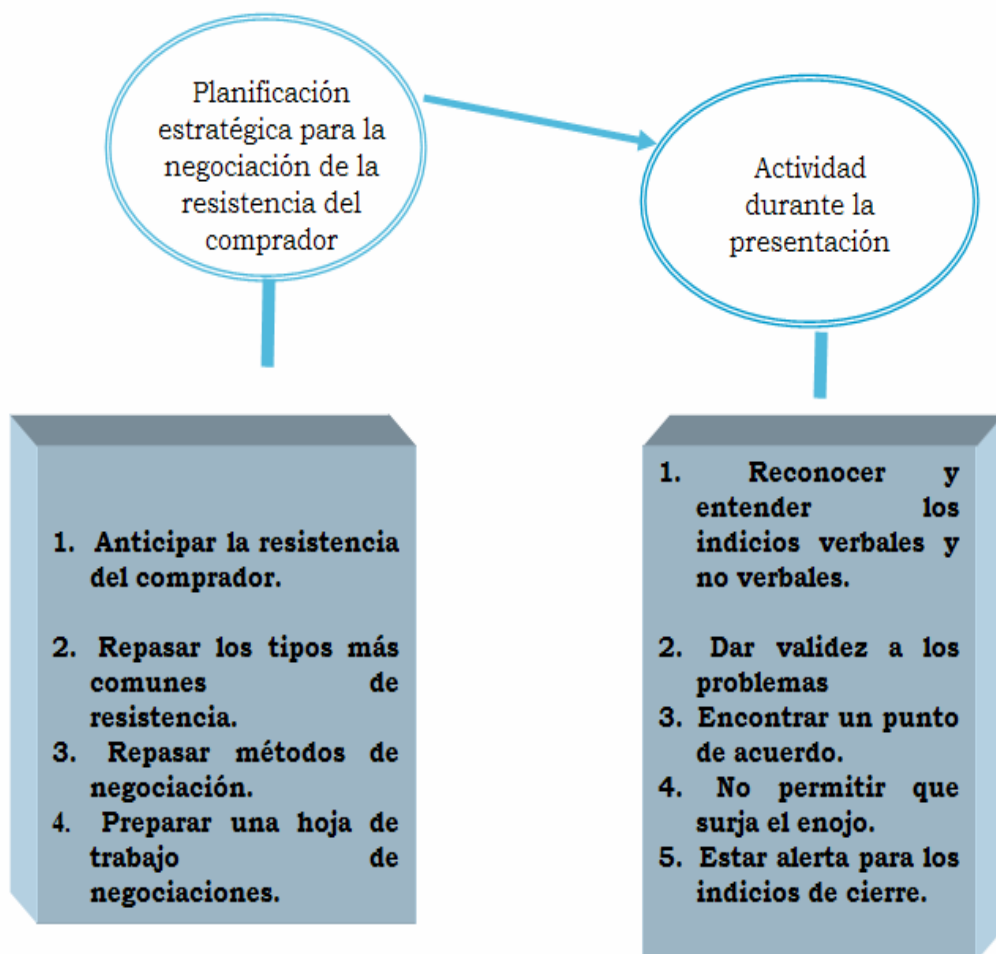 Planificación
estratégica para la
negociación de la
resistencia del
comprador
Actividad
durante la
presentación
1. Anticipar la resistencia
del comprador.
2. Repasar los tipos más
comunes de
resistencia.
3. Repasar métodos de
negociación.
4. Preparar una hoja de
trabajo de
negociaciones.
1. Reconocer y
entender los
indicios verbales y
no verbales.
2. Dar validez a los
problemas
3. Encontrar un punto
de acuerdo.
4. No permitir que
surja el enojo.
5. Estar alerta para los
indicios de cierre.